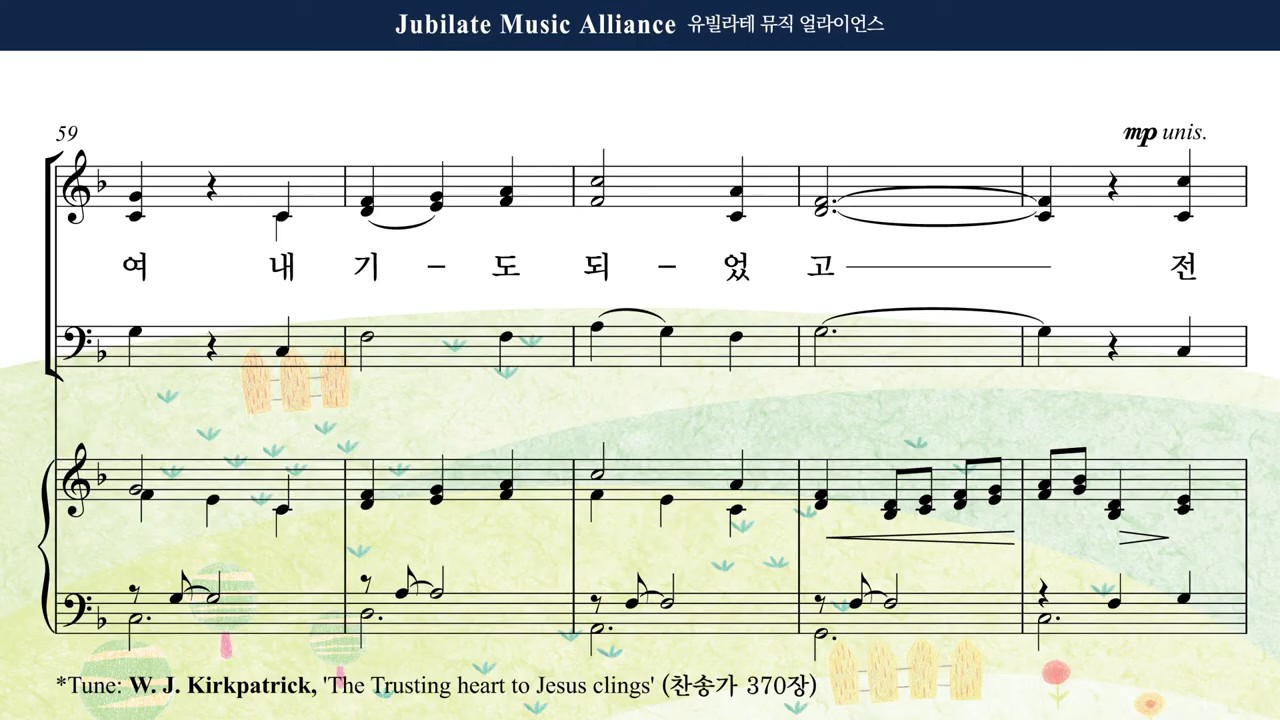 Jubilate Music Alliance 유빌라테 뮤직 얼라이언스
59
mp unis.
여 내 기 – 도 되 – 었 고 전
*Tune: W. J. Kirkpatrick, 'The Trusting heart to Jesus clings' (찬송가 370장)